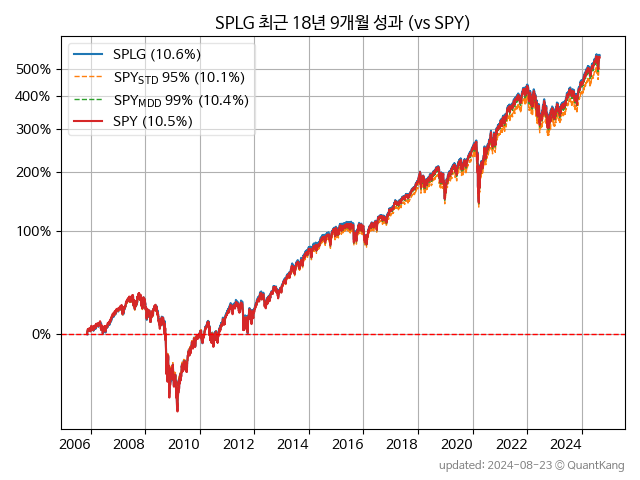 SPLG 최근 18년 9개월 성과 (vs SPY)
SPLG (10.6%)
SPYSTD 95% (10.1%)
SPYMDD 99% (10.4%)
SPY (10.5%)
500%
400%
300%
200%
100%
0%
2006 2008 2010 2012 2014 2016 2018 2020 2022 2024
updated: 2024-08-23 © QuantKang